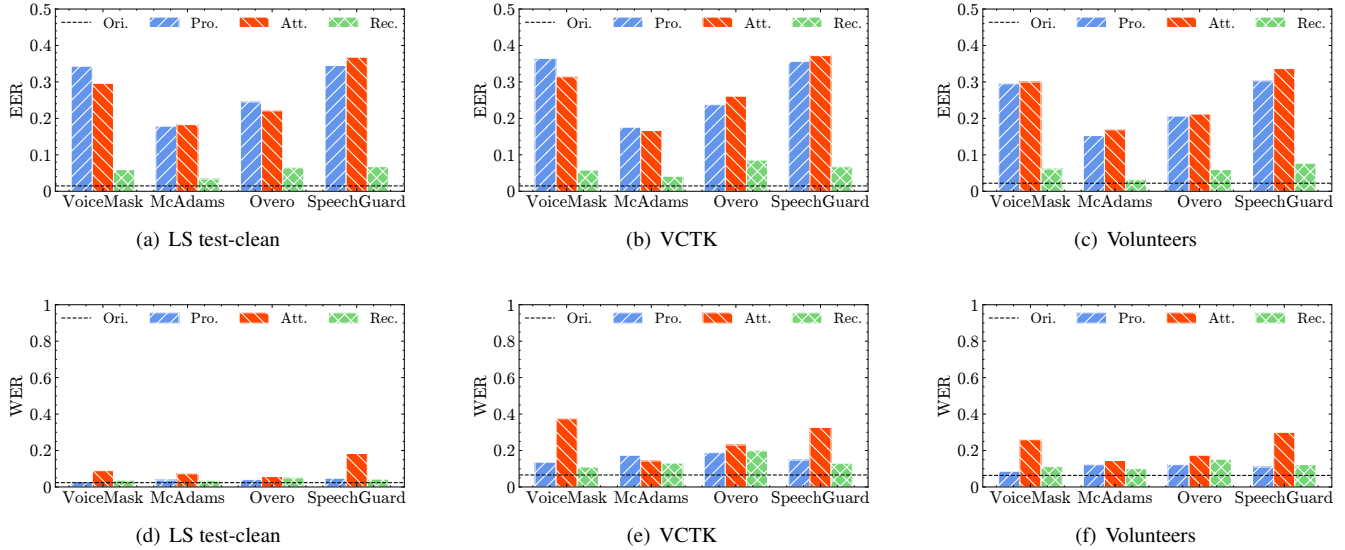 0.5
0.4
0.3
0.2
0.1
0
EER
Ori. Pro. Att. Rec.
VoiceMask McAdams Overo SpeechGuard
(a) LS test-clean
0.5
0.4
0.3
0.2
0.1
0
EER
Ori. Pro. Att. Rec.
VoiceMask McAdams Overo SpeechGuard
(b) VCTK
0.5
0.4
0.3
0.2
0.1
0
EER
Ori. Pro. Att. Rec.
VoiceMask McAdams Overo SpeechGuard
(c) Volunteers
1
0.8
0.6
0.4
0.2
0
WER
Ori. Pro. Att. Rec.
VoiceMask McAdams Overo SpeechGuard
(d) LS test-clean
1
0.8
0.6
0.4
0.2
0
WER
Ori. Pro. Att. Rec.
VoiceMask McAdams Overo SpeechGuard
(e) VCTK
1
0.8
0.6
0.4
0.2
0
WER
Ori. Pro. Att. Rec.
VoiceMask McAdams Overo SpeechGuard
(f) Volunteers